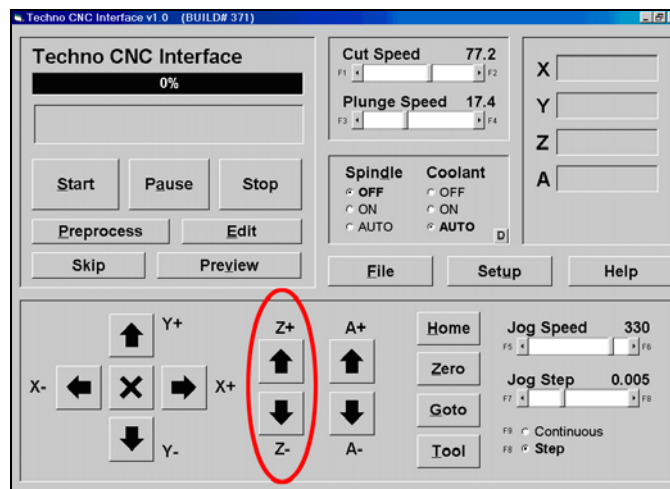 Techno CNC Interface v1.0 (BUILD# 371)
Techno CNC Interface
0%
Start Pause Stop
Preprocess Edit
Skip Preview
Cut Speed 77.2
F1 F2
Plunge Speed 17.4
F3 F4
Spindle Coolant
OFF OFF
ON ON
AUTO AUTO
D
X
Y
Z
A
File Setup Help
Y+
X- X+
Y-
Z+ A+
Z- A-
Home
Zero
Goto
Tool
Jog Speed 330
F5 F6
Jog Step 0.005
F7 F8
F9 Continuous
F8 Step